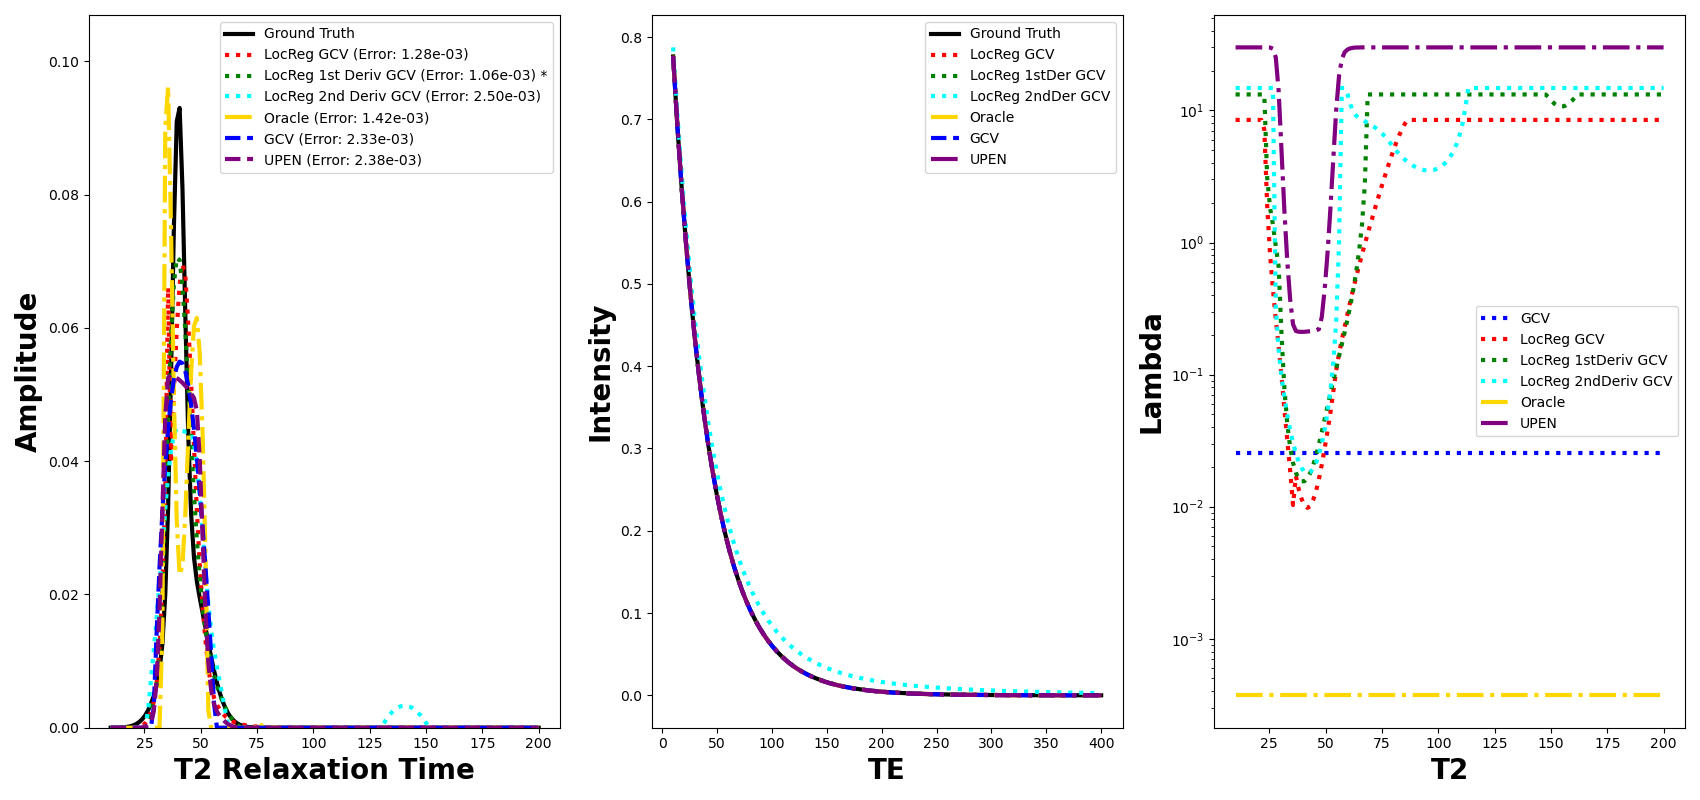 Ground Truth
LocReg GCV (Error: 1.28e-03)
LocReg 1st Deriv GCV (Error: 1.06e-03) *
LocReg 2nd Deriv GCV (Error: 2.50e-03)
Oracle (Error: 1.42e-03)
GCV (Error: 2.33e-03)
UPEN (Error: 2.38e-03)
Amplitude
0.10
0.08
0.06
0.04
0.02
0.00
25 50 75 100 125 150 175 200
T2 Relaxation Time
Ground Truth
LocReg GCV
LocReg 1stDer GCV
LocReg 2ndDer GCV
Oracle
GCV
UPEN
Intensity
0.8
0.7
0.6
0.5
0.4
0.3
0.2
0.1
0.0
0 50 100 150 200 250 300 350 400
TE
Lambda
10¹
10⁰
10⁻¹
10⁻²
10⁻³
GCV
LocReg GCV
LocReg 1stDeriv GCV
LocReg 2ndDeriv GCV
Oracle
UPEN
25 50 75 100 125 150 175 200
T2